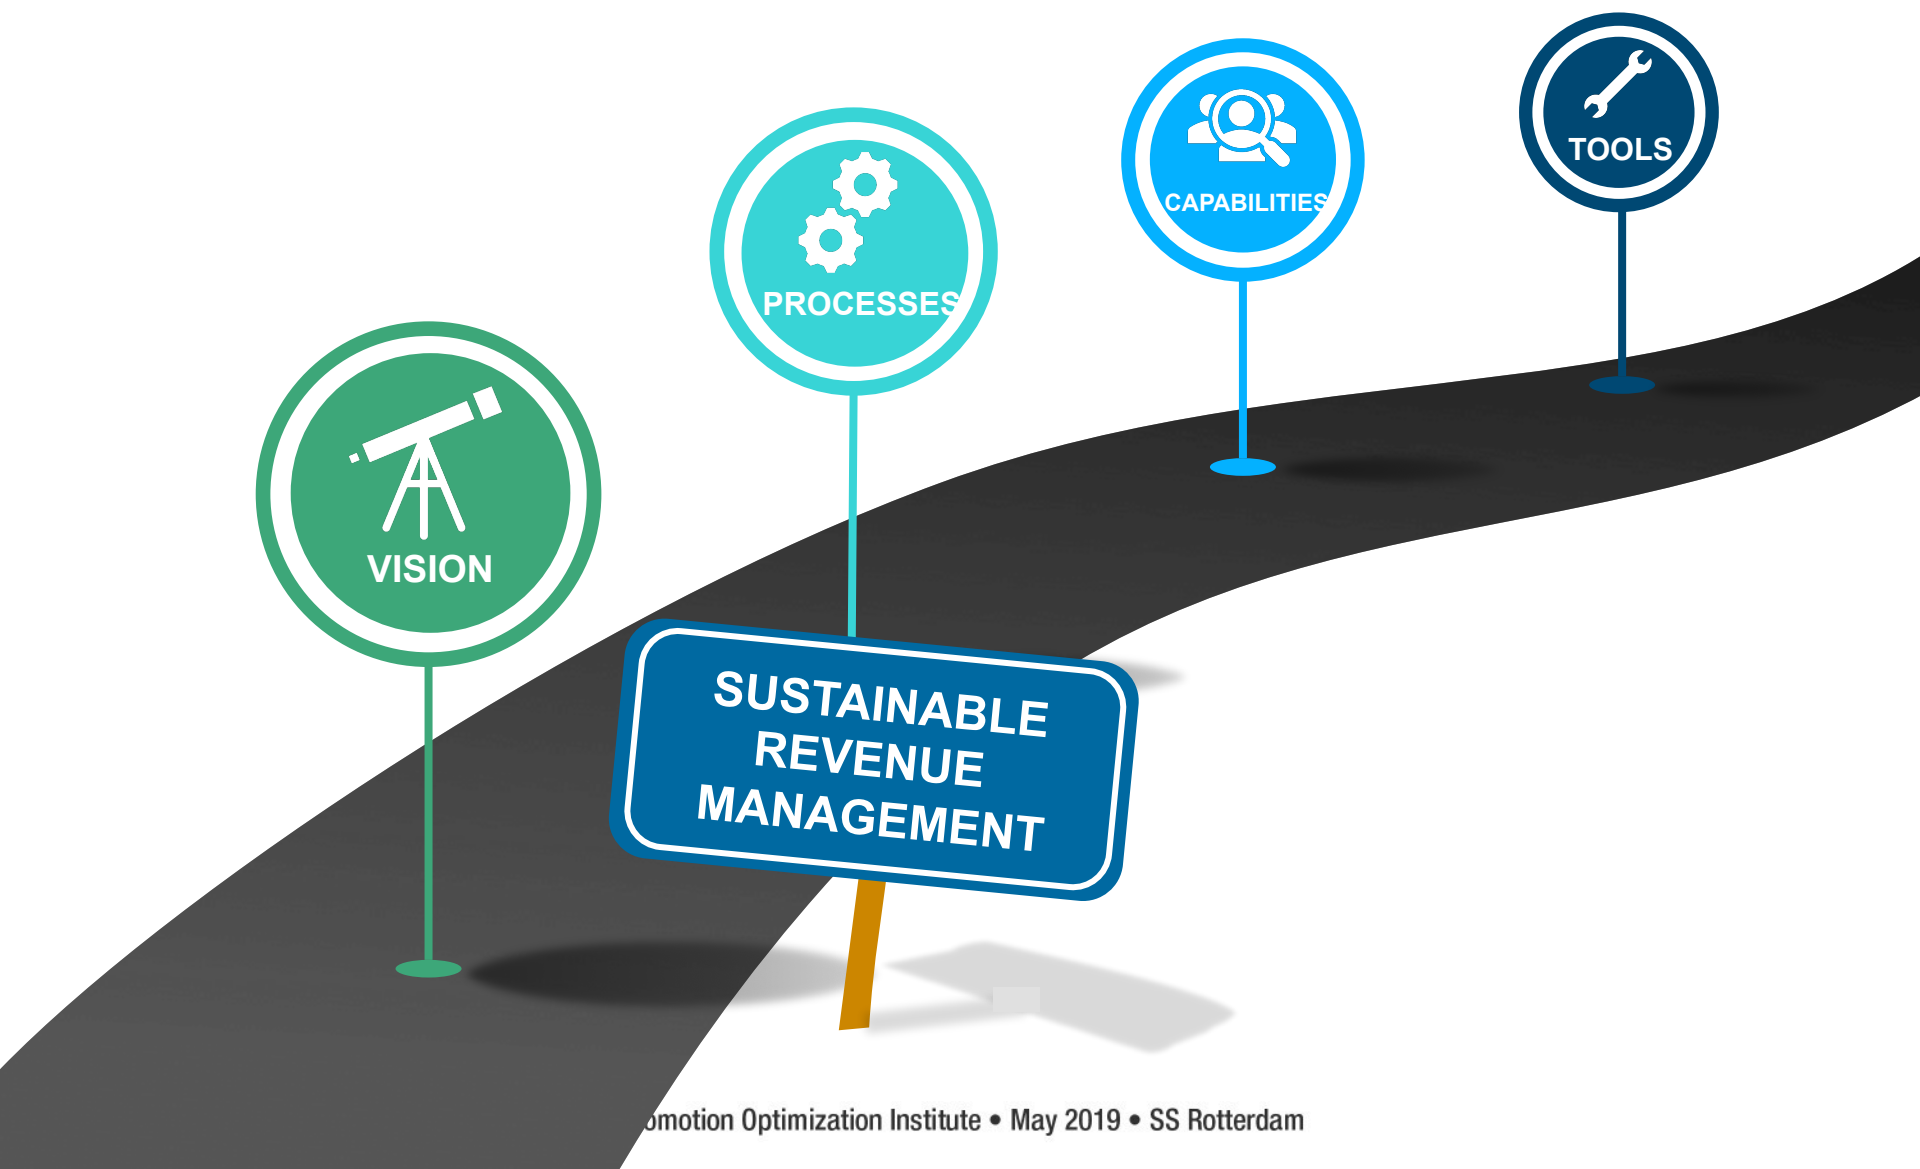 TOOLS
CAPABILITIES
PROCESSES
VISION
SUSTAINABLE
REVENUE
MANAGEMENT
omotion Optimization Institute • May 2019 • SS Rotterdam